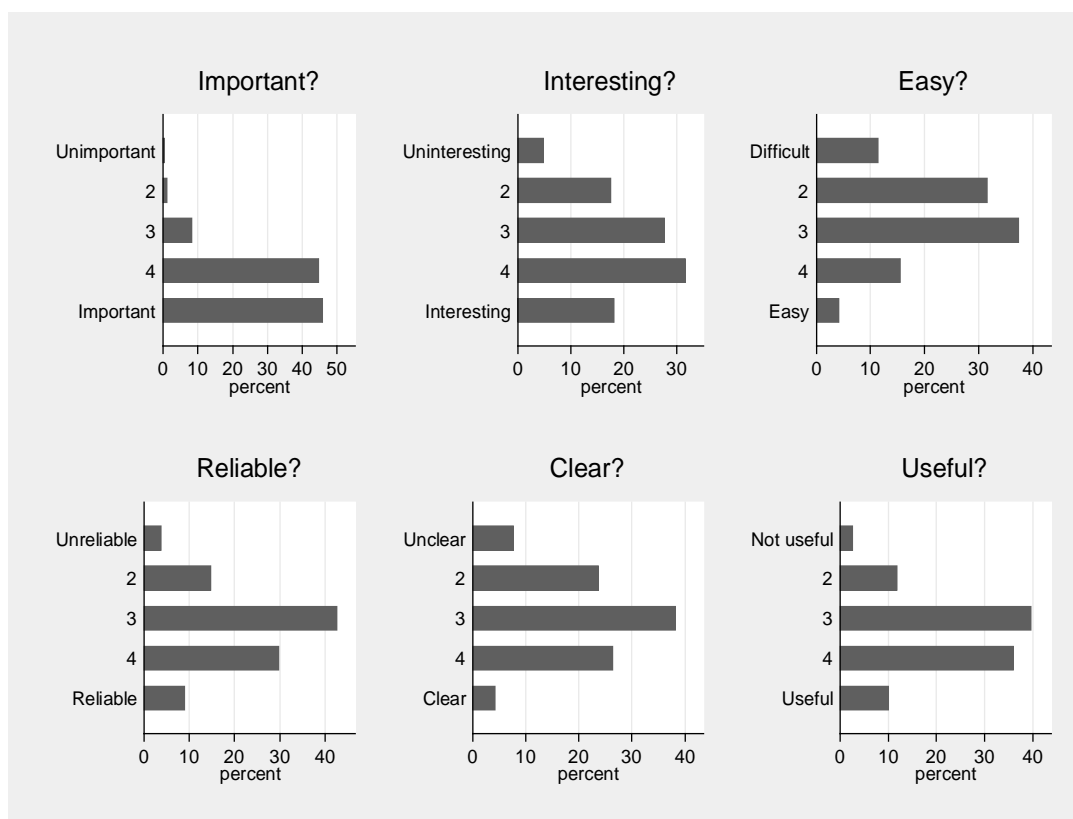 Important?
Unimportant
2
3
4
Important
0 10 20 30 40 50
percent
Interesting?
Uninteresting
2
3
4
Interesting
0 10 20 30
percent
Easy?
Difficult
2
3
4
Easy
0 10 20 30 40
percent
Reliable?
Unreliable
2
3
4
Reliable
0 10 20 30 40
percent
Clear?
Unclear
2
3
4
Clear
0 10 20 30 40
percent
Useful?
Not useful
2
3
4
Useful
0 10 20 30 40
percent